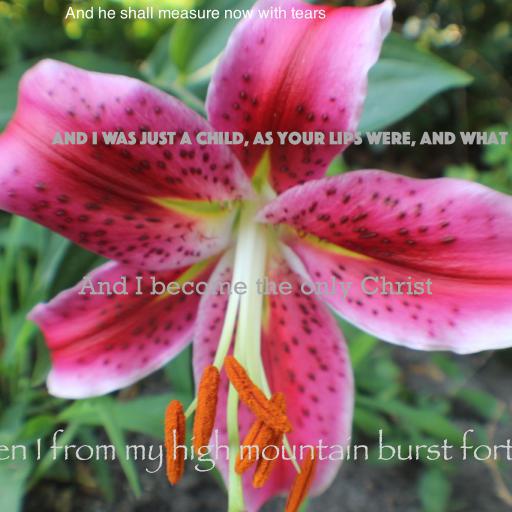 And he shall measure now with tears
AND I WAS JUST A CHILD, AS YOUR LIPS WERE, AND WHAT
And I become the only Christ
en I from my high mountain burst fort